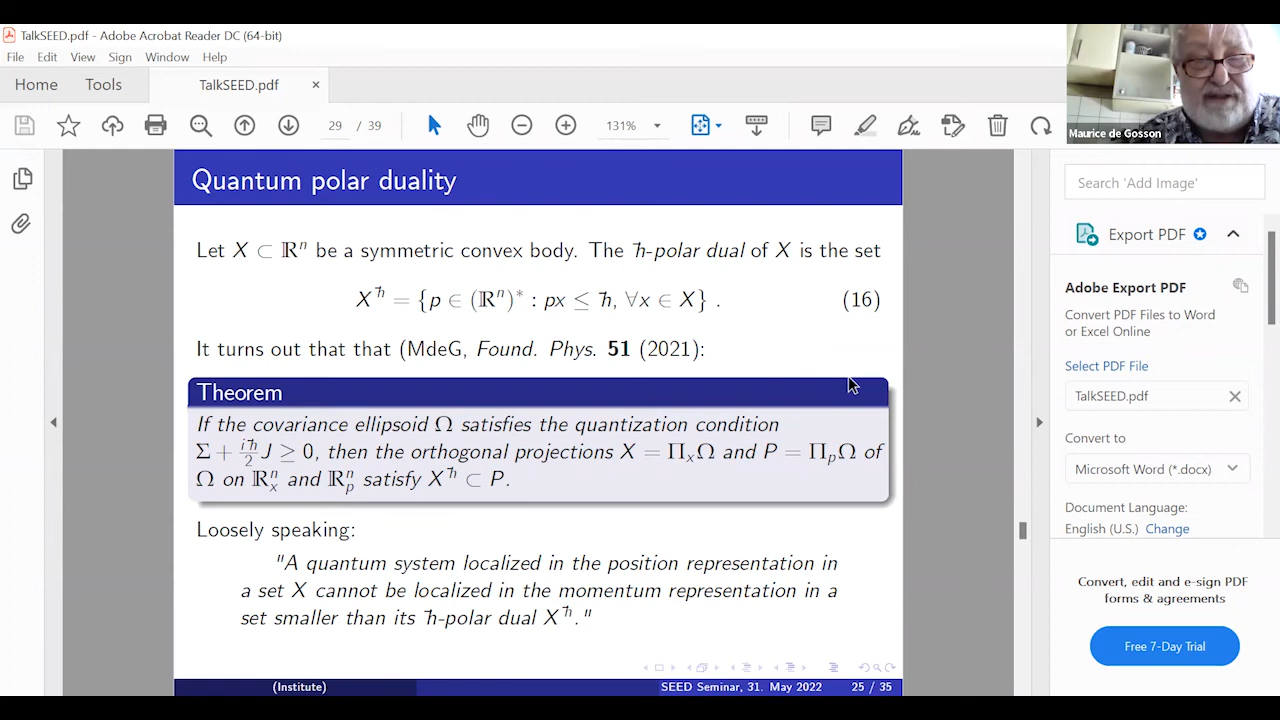 TalkSEED.pdf - Adobe Acrobat Reader DC (64-bit)
File Edit View Sign Window Help
Home Tools TalkSEED.pdf ×
29 / 39 131%
Maurice de Gosson
Quantum polar duality
Let X ⊂ ℝⁿ be a symmetric convex body. The ℏ-polar dual of X is the set
X^ℏ = {p ∈ (ℝⁿ)* : px ≤ ℏ, ∀x ∈ X} . (16)
It turns out that that (MdeG, Found. Phys. 51 (2021):
Theorem
If the covariance ellipsoid Ω satisfies the quantization condition
Σ + iℏ/2 J ≥ 0, then the orthogonal projections X = Π_xΩ and P = Π_pΩ of
Ω on ℝⁿ_x and ℝⁿ_p satisfy X^ℏ ⊂ P.
Loosely speaking:
"A quantum system localized in the position representation in
a set X cannot be localized in the momentum representation in a
set smaller than its ℏ-polar dual X^ℏ."
(Institute) SEED Seminar, 31. May 2022 25 / 35
Search 'Add Image'
Export PDF
Adobe Export PDF
Convert PDF Files to Word
or Excel Online
Select PDF File
TalkSEED.pdf
Convert to
Microsoft Word (*.docx)
Document Language:
English (U.S.) Change
Convert, edit and e-sign PDF
forms & agreements
Free 7-Day Trial